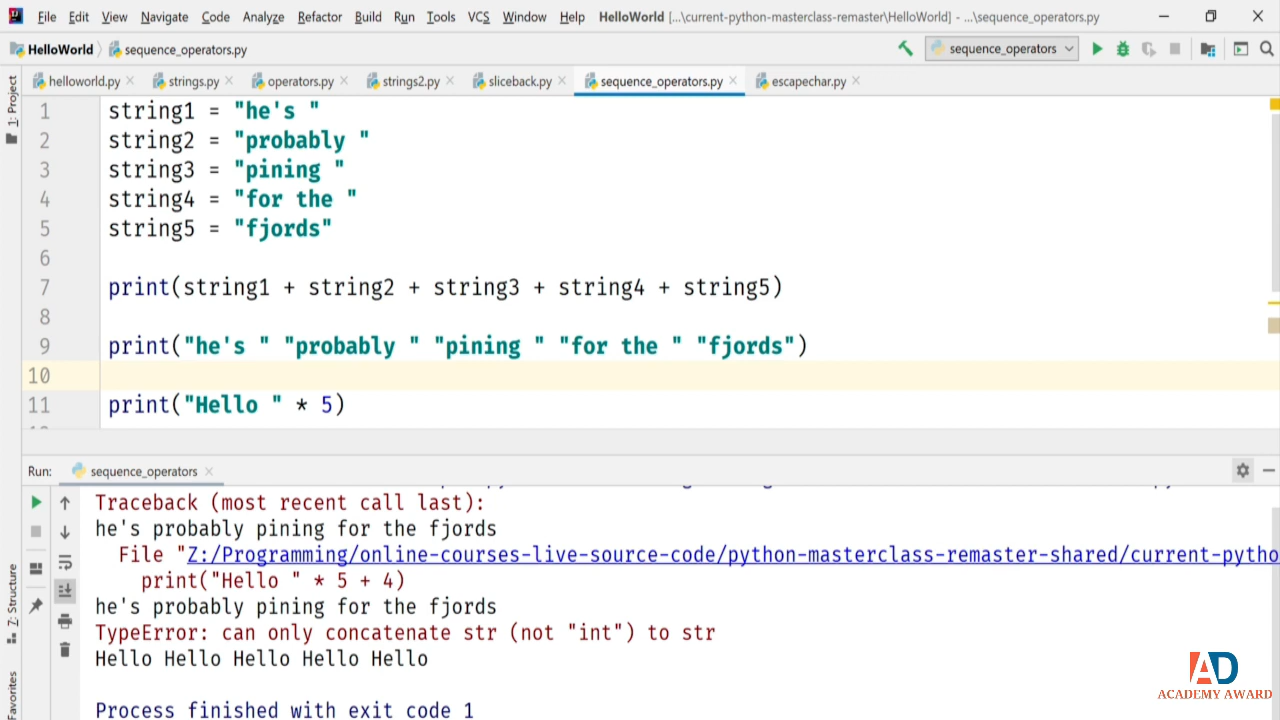 File Edit View Navigate Code Analyze Refactor Build Run Tools VCS Window Help HelloWorld [...\current-python-masterclass-remaster\HelloWorld] - ...\sequence_operators.py
HelloWorld sequence_operators.py sequence_operators
helloworld.py strings.py operators.py strings2.py sliceback.py sequence_operators.py escapechar.py
1: Project
1 string1 = "he's "
2 string2 = "probably "
3 string3 = "pining "
4 string4 = "for the "
5 string5 = "fjords"
6
7 print(string1 + string2 + string3 + string4 + string5)
8
9 print("he's " "probably " "pining " "for the " "fjords")
10
11 print("Hello " * 5)
Run: sequence_operators
Traceback (most recent call last):
he's probably pining for the fjords
File "Z:/Programming/online-courses-live-source-code/python-masterclass-remaster-shared/current-pytho
print("Hello " * 5 + 4)
he's probably pining for the fjords
TypeError: can only concatenate str (not "int") to str
Hello Hello Hello Hello Hello
Process finished with exit code 1
Z: Structure
Favorites
AD
ACADEMY AWARD